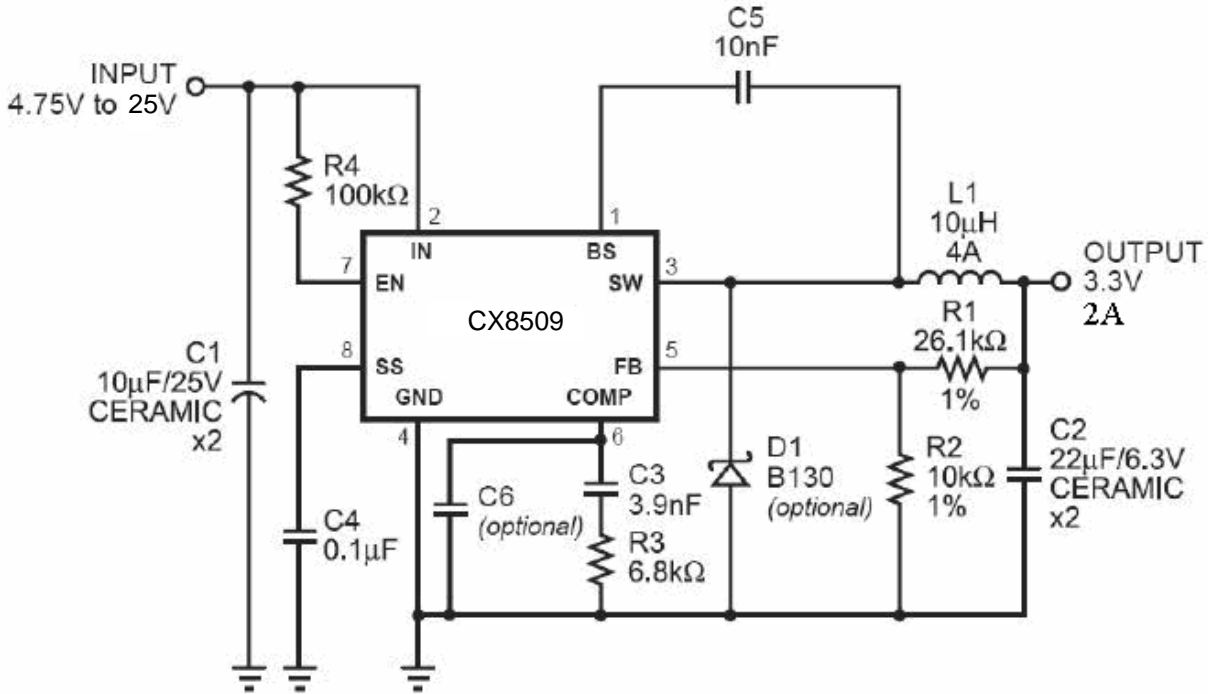 C5
10nF
INPUT
4.75V to 25V
R4
100kΩ
2
1
L1
10µH
4A
IN
BS
OUTPUT
3.3V
2A
7
EN
SW
3
CX8509
R1
26.1kΩ
1%
C1
10µF/25V
CERAMIC
x2
8
SS
FB
5
GND
COMP
4
6
D1
B130
(optional)
R2
10kΩ
1%
C2
22µF/6.3V
CERAMIC
x2
C3
3.9nF
C6
(optional)
C4
0.1µF
R3
6.8kΩ